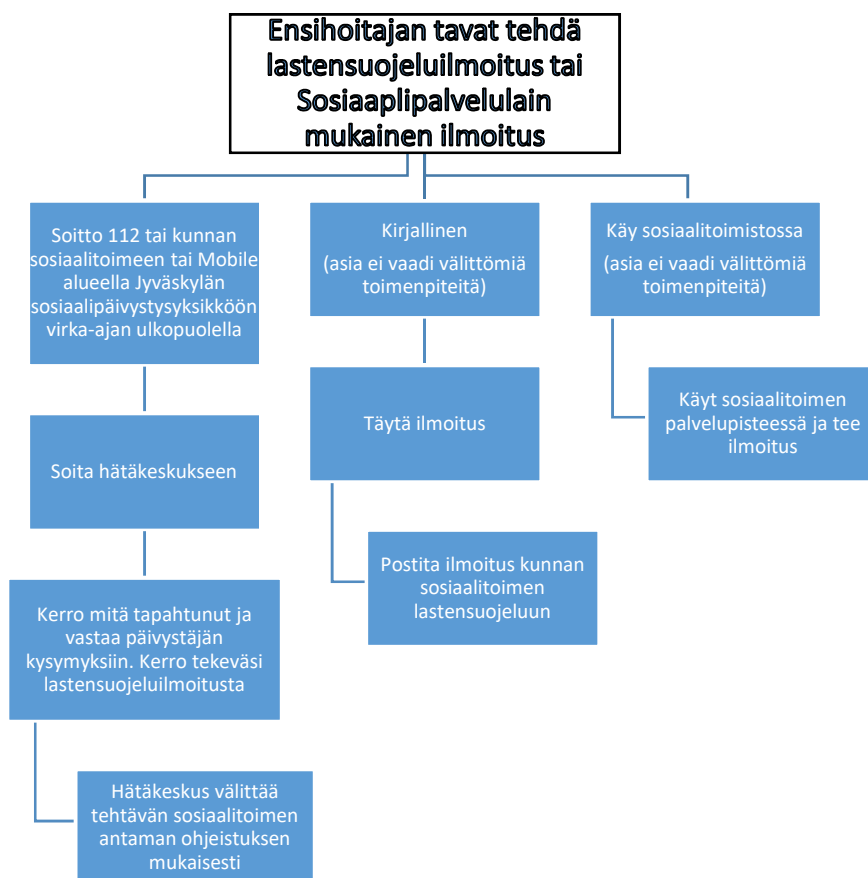 Ensihoitajan tavat tehdä
lastensuojeluilmoitus tai
Sosiaaplipalvelulain
mukainen ilmoitus
Soitto 112 tai kunnan
sosiaalitoimeen tai Mobile
alueella Jyväskylän
sosiaalipäivystysyksikköön
virka-ajan ulkopuolella
Soita hätäkeskukseen
Kerro mitä tapahtunut ja
vastaa päivystäjän
kysymyksiin. Kerro tekeväsi
lastensuojeluilmoitusta
Hätäkeskus välittää
tehtävän sosiaalitoimen
antaman ohjeistuksen
mukaisesti
Kirjallinen
(asia ei vaadi välittömiä
toimenpiteitä)
Täytä ilmoitus
Postita ilmoitus kunnan
sosiaalitoimen
lastensuojeluun
Käy sosiaalitoimistossa
(asia ei vaadi välittömiä
toimenpiteitä)
Käyt sosiaalitoimen
palvelupisteessä ja tee
ilmoitus